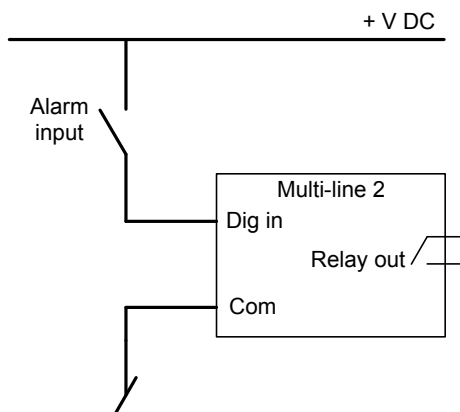 + V DC
Alarm
input
Multi-line 2
Dig in
Relay out
Com